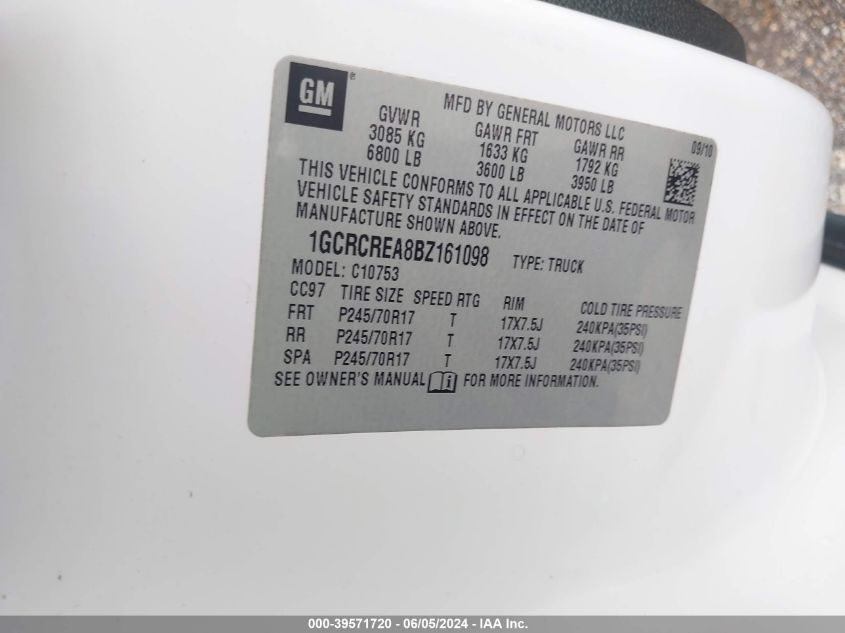 GM®
MFD BY GENERAL MOTORS LLC
09/10
GVWR GAWR FRT GAWR RR
3085 KG 1633 KG 1792 KG
6800 LB 3600 LB 3950 LB
THIS VEHICLE CONFORMS TO ALL APPLICABLE U.S. FEDERAL MOTOR
VEHICLE SAFETY STANDARDS IN EFFECT ON THE DATE OF
MANUFACTURE SHOWN ABOVE.
1GCRCREA8BZ161098 TYPE: TRUCK
MODEL: C10753
CC97 TIRE SIZE SPEED RTG RIM COLD TIRE PRESSURE
FRT P245/70R17 T 17X7.5J 240KPA(35PSI)
RR P245/70R17 T 17X7.5J 240KPA(35PSI)
SPA P245/70R17 T 17X7.5J 240KPA(35PSI)
SEE OWNER'S MANUAL i FOR MORE INFORMATION.
000-39571720 - 06/05/2024 - IAA Inc.